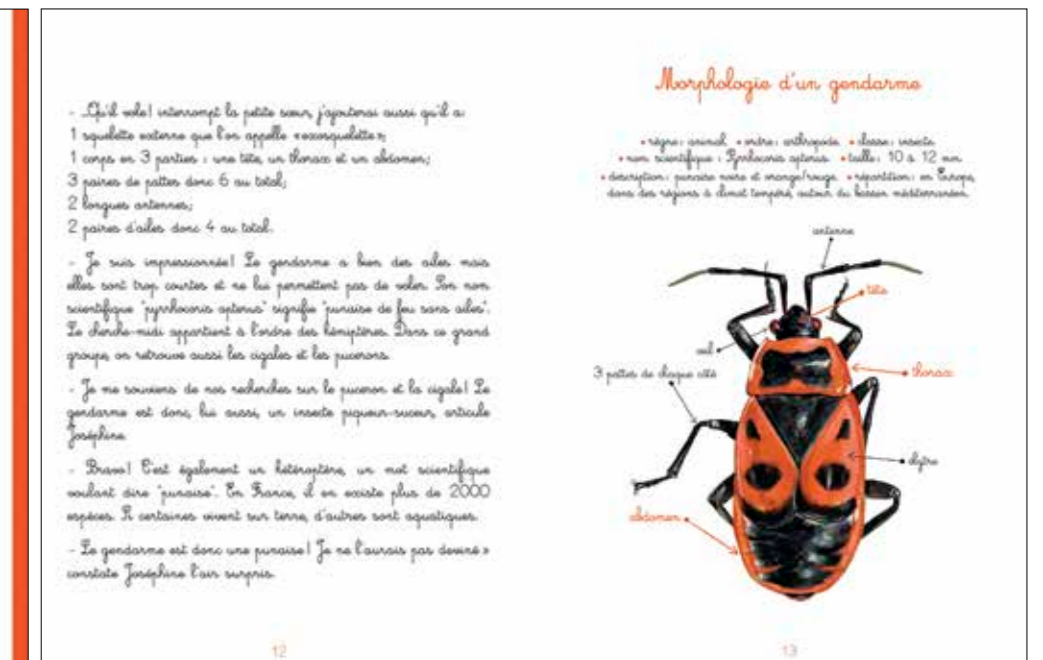 - ...Qu'il vole! interrompt la petite sœur, j'ajouterai aussi qu'il a:
1 squelette externe que l'on appelle «exosquelette»;
1 corps en 3 parties : une tête, un thorax et un abdomen;
3 paires de pattes donc 6 au total;
2 longues antennes;
2 paires d'ailes donc 4 au total.
- Je suis impressionnée! Le gendarme a bien des ailes mais
elles sont trop courtes et ne lui permettent pas de voler. Son nom
scientifique "pyrrhocoris apterus" signifie "punaise de feu sans ailes".
Le cherche-midi appartient à l'ordre des hémiptères. Dans ce grand
groupe, on retrouve aussi les cigales et les pucerons.
- Je me souviens de nos recherches sur le puceron et la cigale! Le
gendarme est donc, lui aussi, un insecte piqueur-suceur, articule
Joséphine.
- Bravo! C'est également un hétéroptère, un mot scientifique
voulant dire "punaise". En France, il en existe plus de 2000
espèces. Si certaines vivent sur terre, d'autres sont aquatiques.
- Le gendarme est donc une punaise! Je ne l'aurais pas deviné»
constate Joséphine l'air surpris.
12
Morphologie d'un gendarme
• règne : animal • ordre : arthropode • classe : insecte
• nom scientifique : Pyrrhocoris apterus • taille : 10 à 12 mm
• description : punaise noire et orange/rouge • répartition : en Europe,
dans des régions à climat tempéré, autour du bassin méditerranéen.
antenne
tête
œil
3 pattes de chaque côté
thorax
élytre
abdomen
13